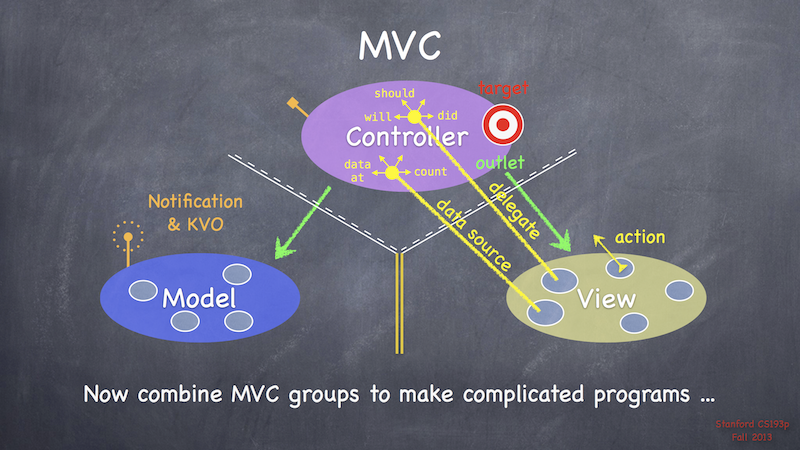 MVC
should
target
will
did
Controller
data
at
count
outlet
Notification
& KVO
delegate
data source
action
Model
View
Now combine MVC groups to make complicated programs ...
Stanford CS193p
Fall 2013